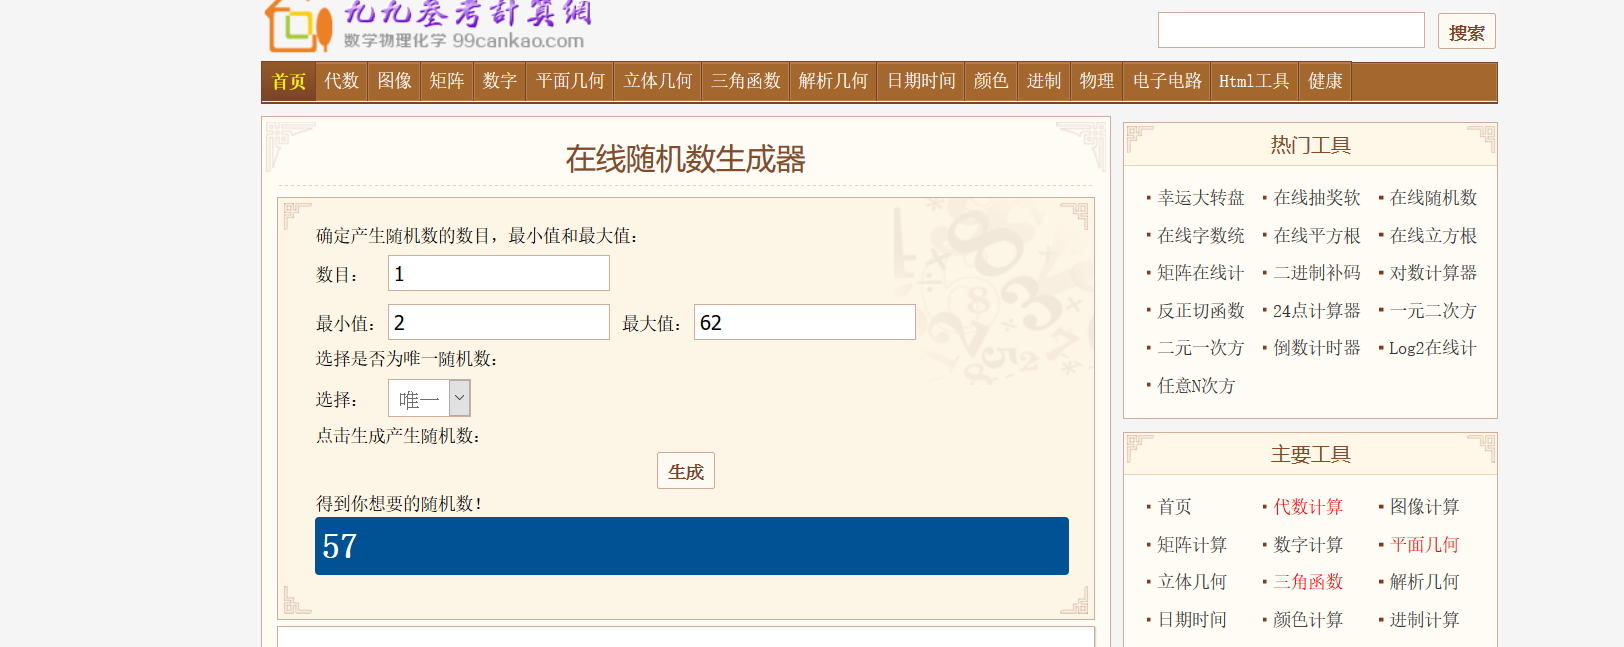 九九叁考計算網
数学物理化学 99cankao.com
搜索
首页 代数 图像 矩阵 数字 平面几何 立体几何 三角函数 解析几何 日期时间 颜色 进制 物理 电子电路 Html工具 健康
在线随机数生成器
确定产生随机数的数目，最小值和最大值：
数目： 1
最小值： 2 最大值： 62
选择是否为唯一随机数：
选择： 唯一
点击生成产生随机数：
生成
得到你想要的随机数！
57
热门工具
幸运大转盘 在线抽奖软 在线随机数
在线字数统 在线平方根 在线立方根
矩阵在线计 二进制补码 对数计算器
反正切函数 24点计算器 一元二次方
二元一次方 倒数计时器 Log2在线计
任意N次方
主要工具
首页 代数计算 图像计算
矩阵计算 数字计算 平面几何
立体几何 三角函数 解析几何
日期时间 颜色计算 进制计算